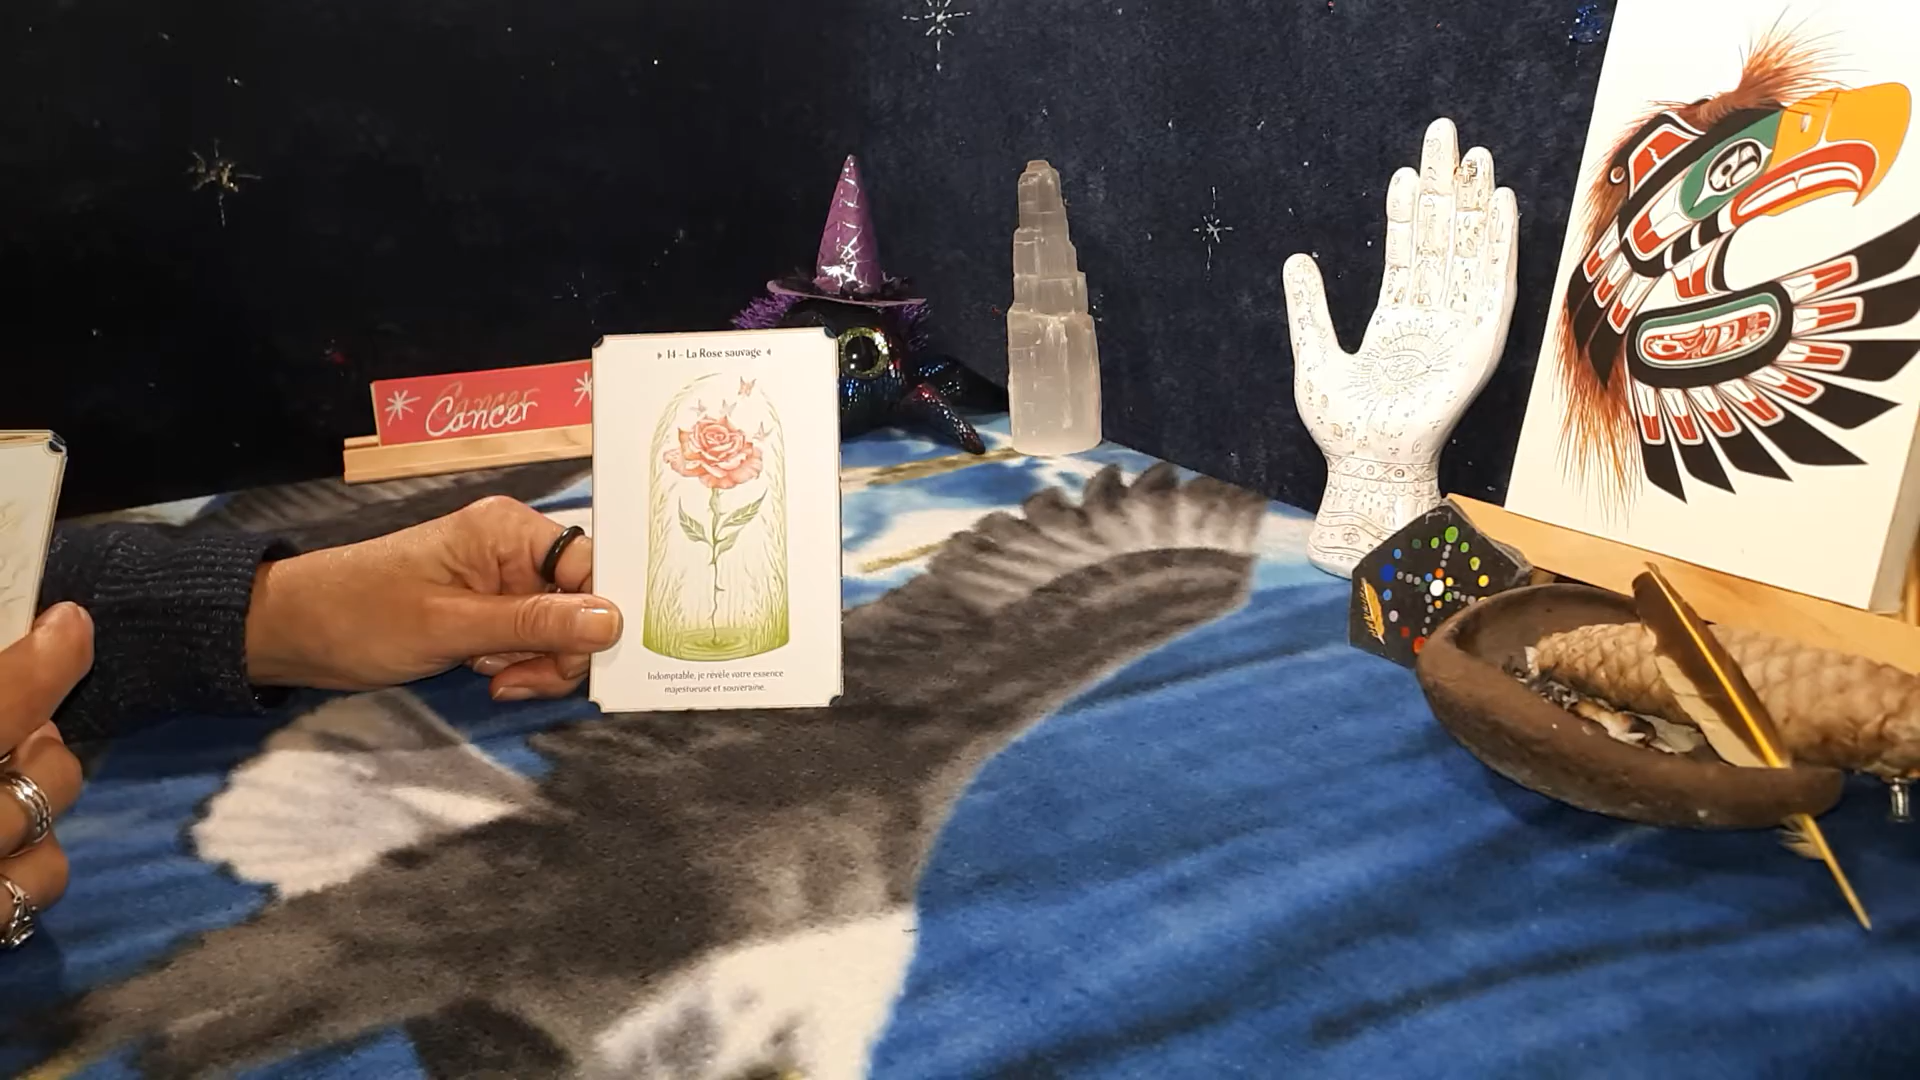 14 - La Rose sauvage
Indomptable, je révèle votre essence
majestueuse et souveraine.
Cancer